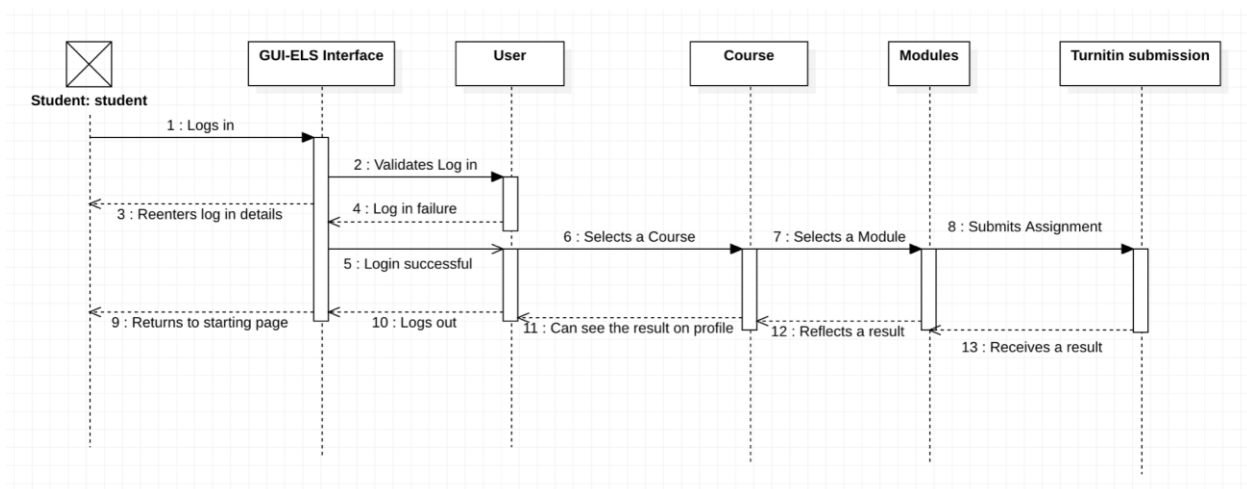 GUI-ELS Interface
User
Course
Modules
Turnitin submission
Student: student
1 : Logs in
2 : Validates Log in
3 : Reenters log in details
4 : Log in failure
5 : Login successful
6 : Selects a Course
7 : Selects a Module
8 : Submits Assignment
9 : Returns to starting page
10 : Logs out
11 : Can see the result on profile
12 : Reflects a result
13 : Receives a result